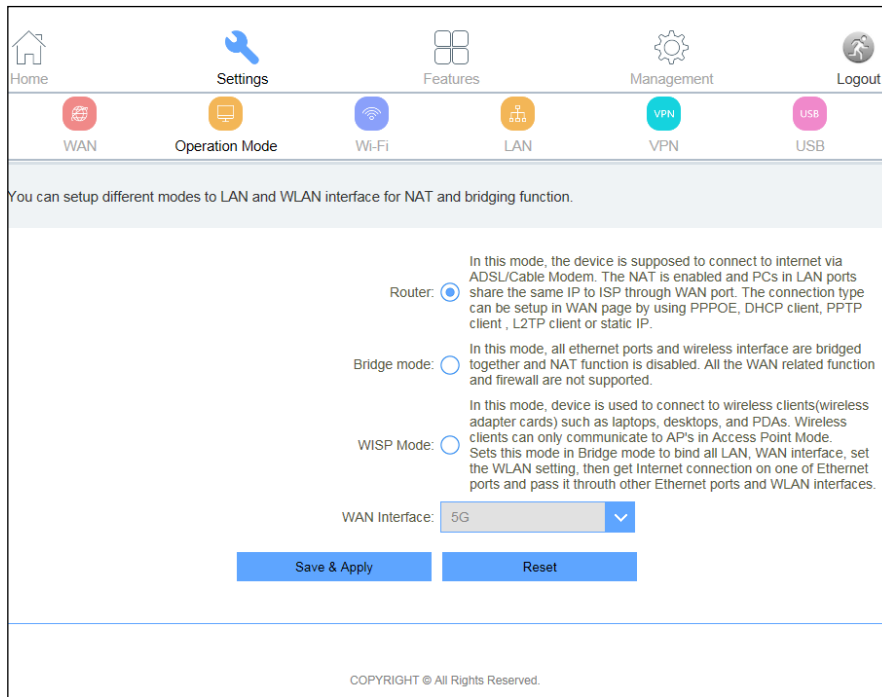 Home
Settings
Features
Management
Logout
VPN
USB
WAN
Operation Mode
Wi-Fi
LAN
VPN
USB
You can setup different modes to LAN and WLAN interface for NAT and bridging function.
Router:
In this mode, the device is supposed to connect to internet via
ADSL/Cable Modem. The NAT is enabled and PCs in LAN ports
share the same IP to ISP through WAN port. The connection type
can be setup in WAN page by using PPPOE, DHCP client, PPTP
client , L2TP client or static IP.
Bridge mode:
In this mode, all ethernet ports and wireless interface are bridged
together and NAT function is disabled. All the WAN related function
and firewall are not supported.
WISP Mode:
In this mode, device is used to connect to wireless clients(wireless
adapter cards) such as laptops, desktops, and PDAs. Wireless
clients can only communicate to AP's in Access Point Mode.
Sets this mode in Bridge mode to bind all LAN, WAN interface, set
the WLAN setting, then get Internet connection on one of Ethernet
ports and pass it throuth other Ethernet ports and WLAN interfaces.
WAN Interface:
5G
Save & Apply
Reset
COPYRIGHT © All Rights Reserved.